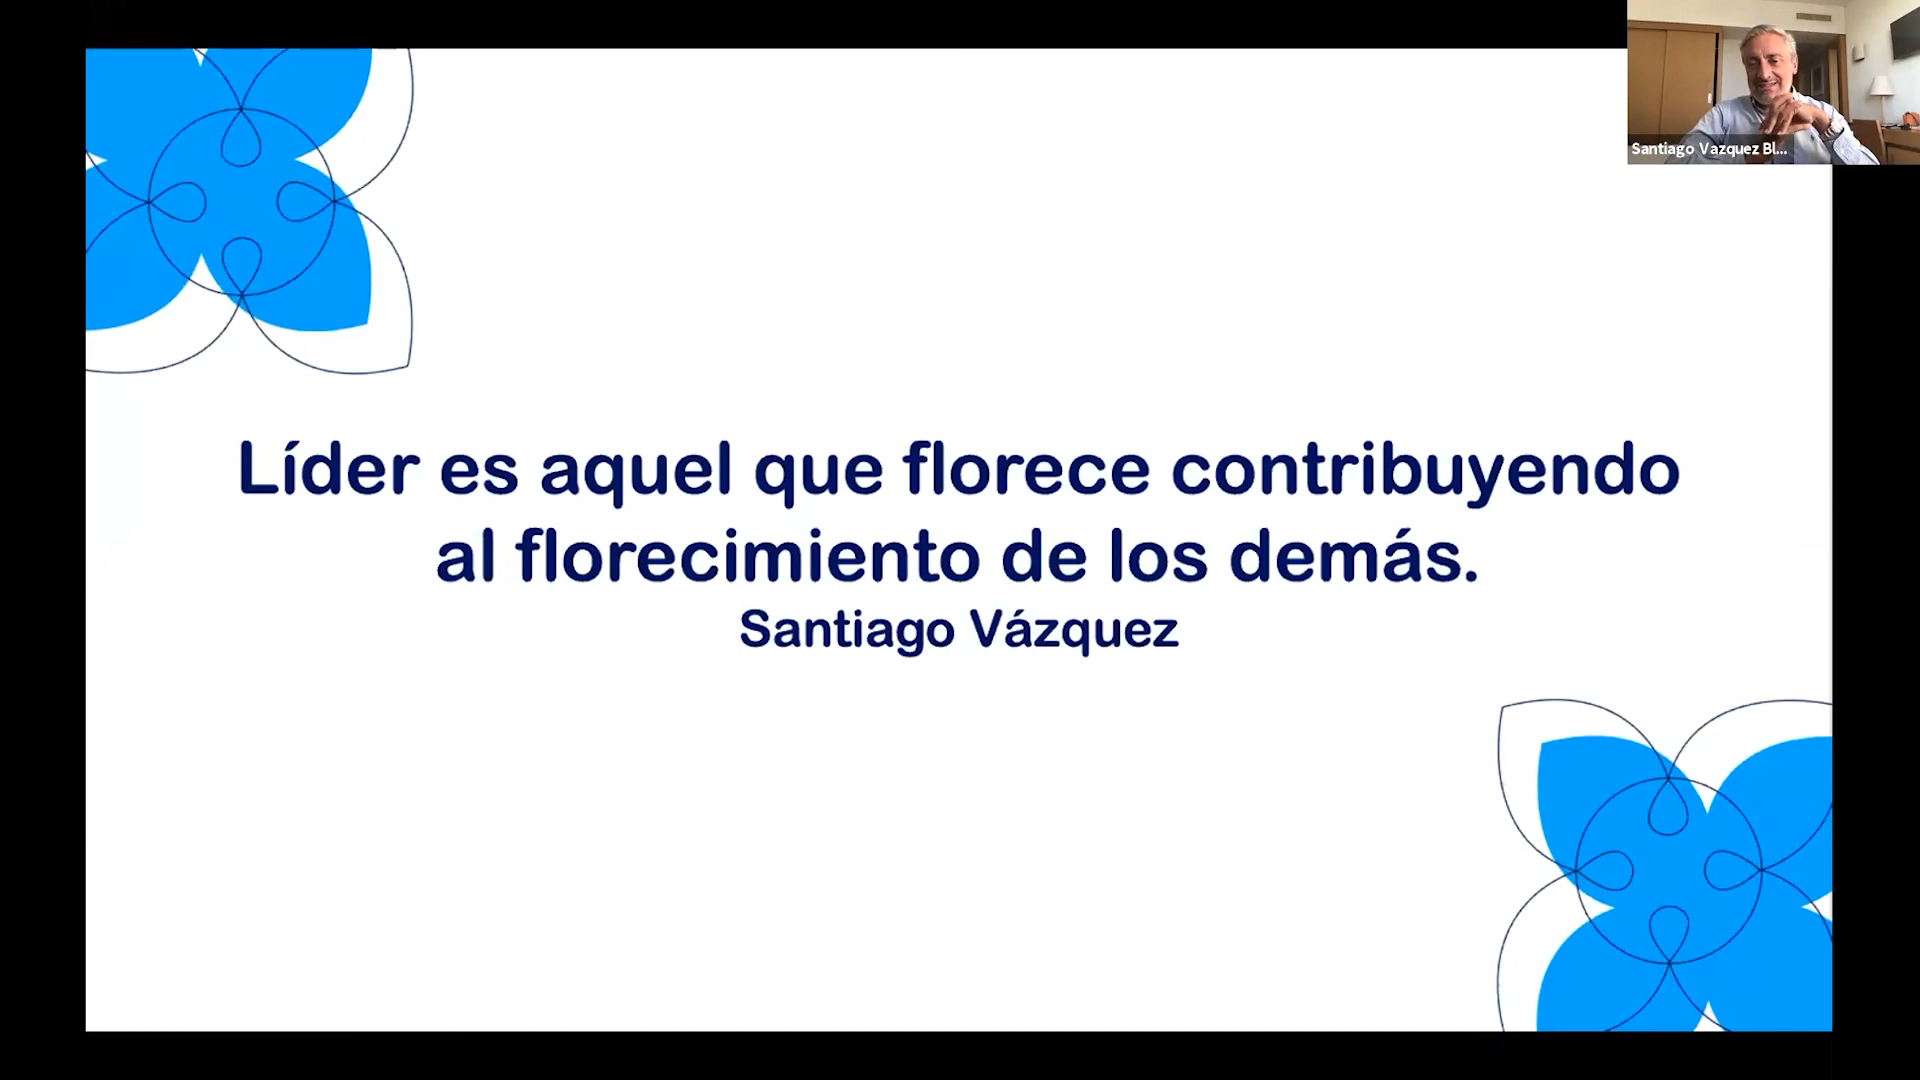 Santiago Vazquez Bl...
Líder es aquel que florece contribuyendo
al florecimiento de los demás.
Santiago Vázquez